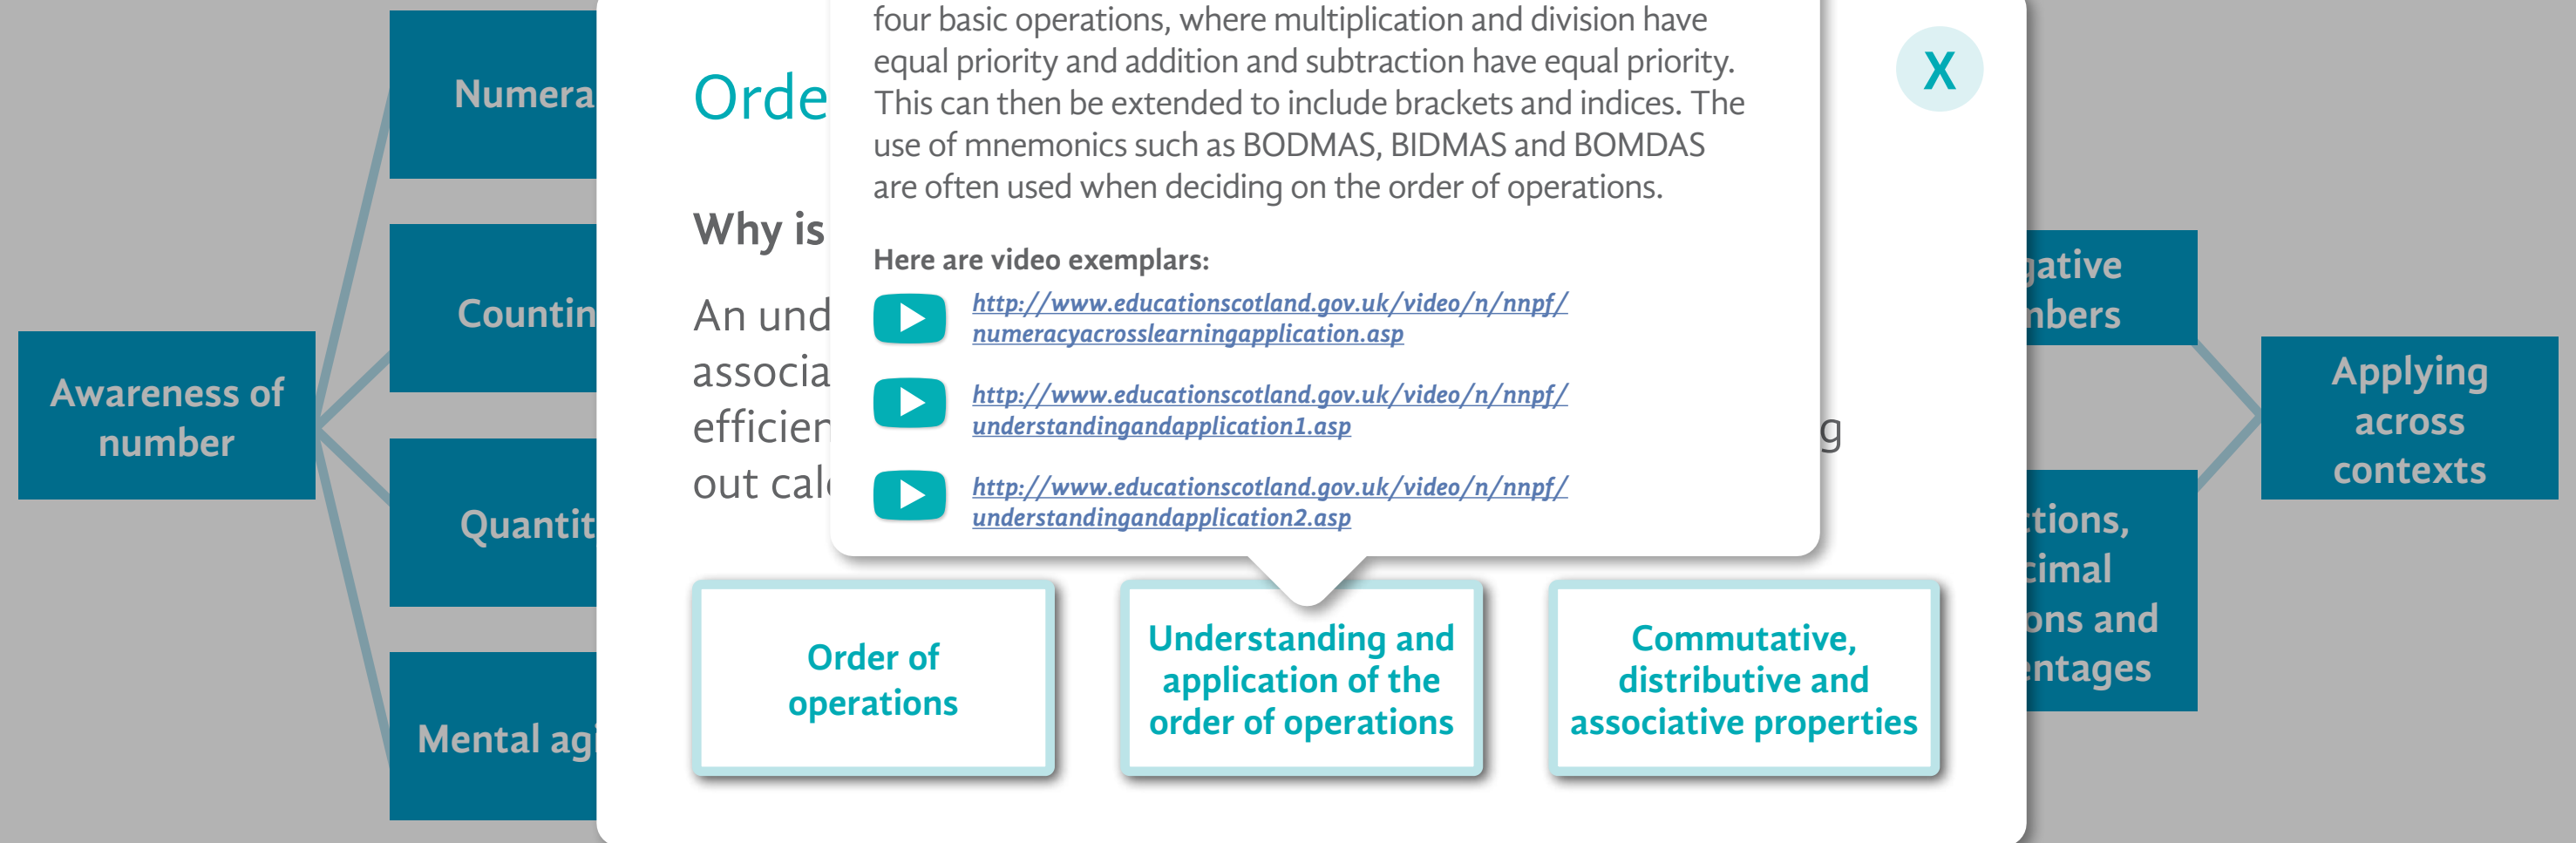 four basic operations, where multiplication and division have
equal priority and addition and subtraction have equal priority.
This can then be extended to include brackets and indices. The
use of mnemonics such as BODMAS, BIDMAS and BOMDAS
are often used when deciding on the order of operations.
Here are video exemplars:
http://www.educationscotland.gov.uk/video/n/nnpf/
numeracyacrosslearningapplication.asp
http://www.educationscotland.gov.uk/video/n/nnpf/
understandingandapplication1.asp
http://www.educationscotland.gov.uk/video/n/nnpf/
understandingandapplication2.asp
X
Orde
Why is
An und
associa
efficien
g
out calc
Order of
operations
Understanding and
application of the
order of operations
Commutative,
distributive and
associative properties
Awareness of
number
Numera
Countin
Quantit
Mental agi
gative
mbers
ctions,
cimal
ons and
entages
Applying
across
contexts